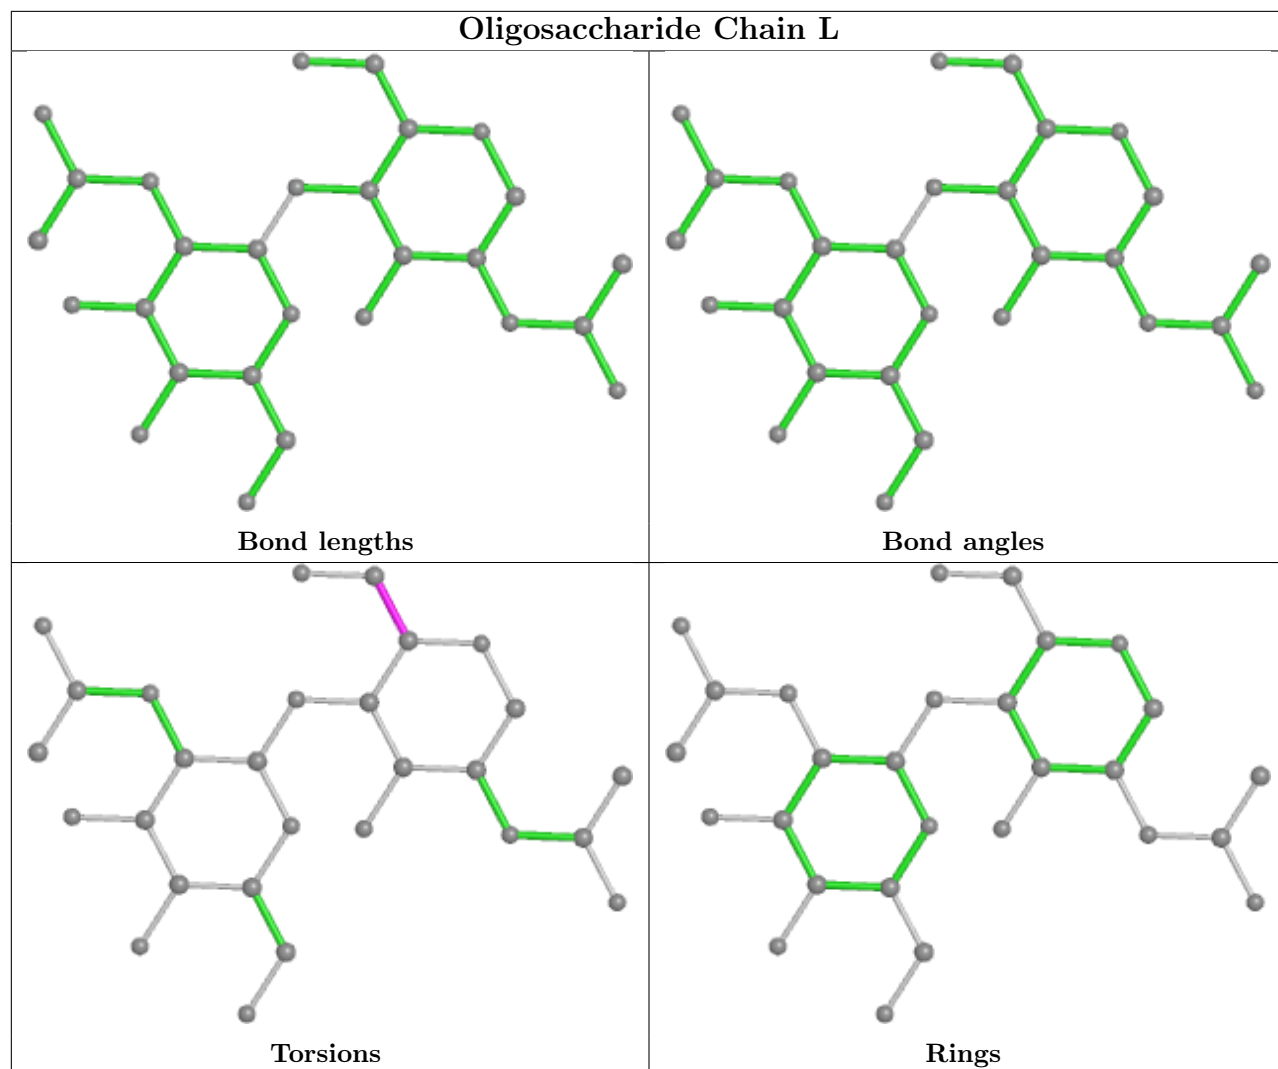 Oligosaccharide Chain L
Bond lengths
Bond angles
Torsions
Rings